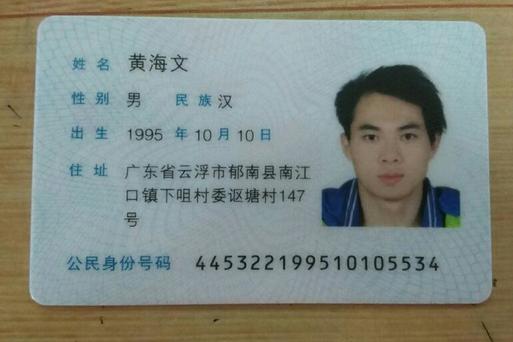 姓名 黄海文
性别 男 民族 汉
出生 1995 年 10 月 10 日
住址 广东省云浮市郁南县南江
口镇下咀村委讴塘村147
号
公民身份号码 445322199510105534